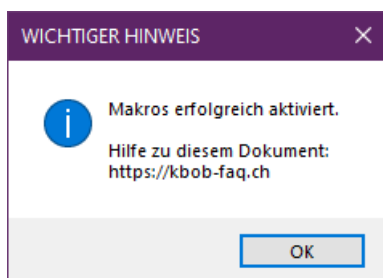 WICHTIGER HINWEIS
Makros erfolgreich aktiviert.
Hilfe zu diesem Dokument:
https://kbob-faq.ch
OK